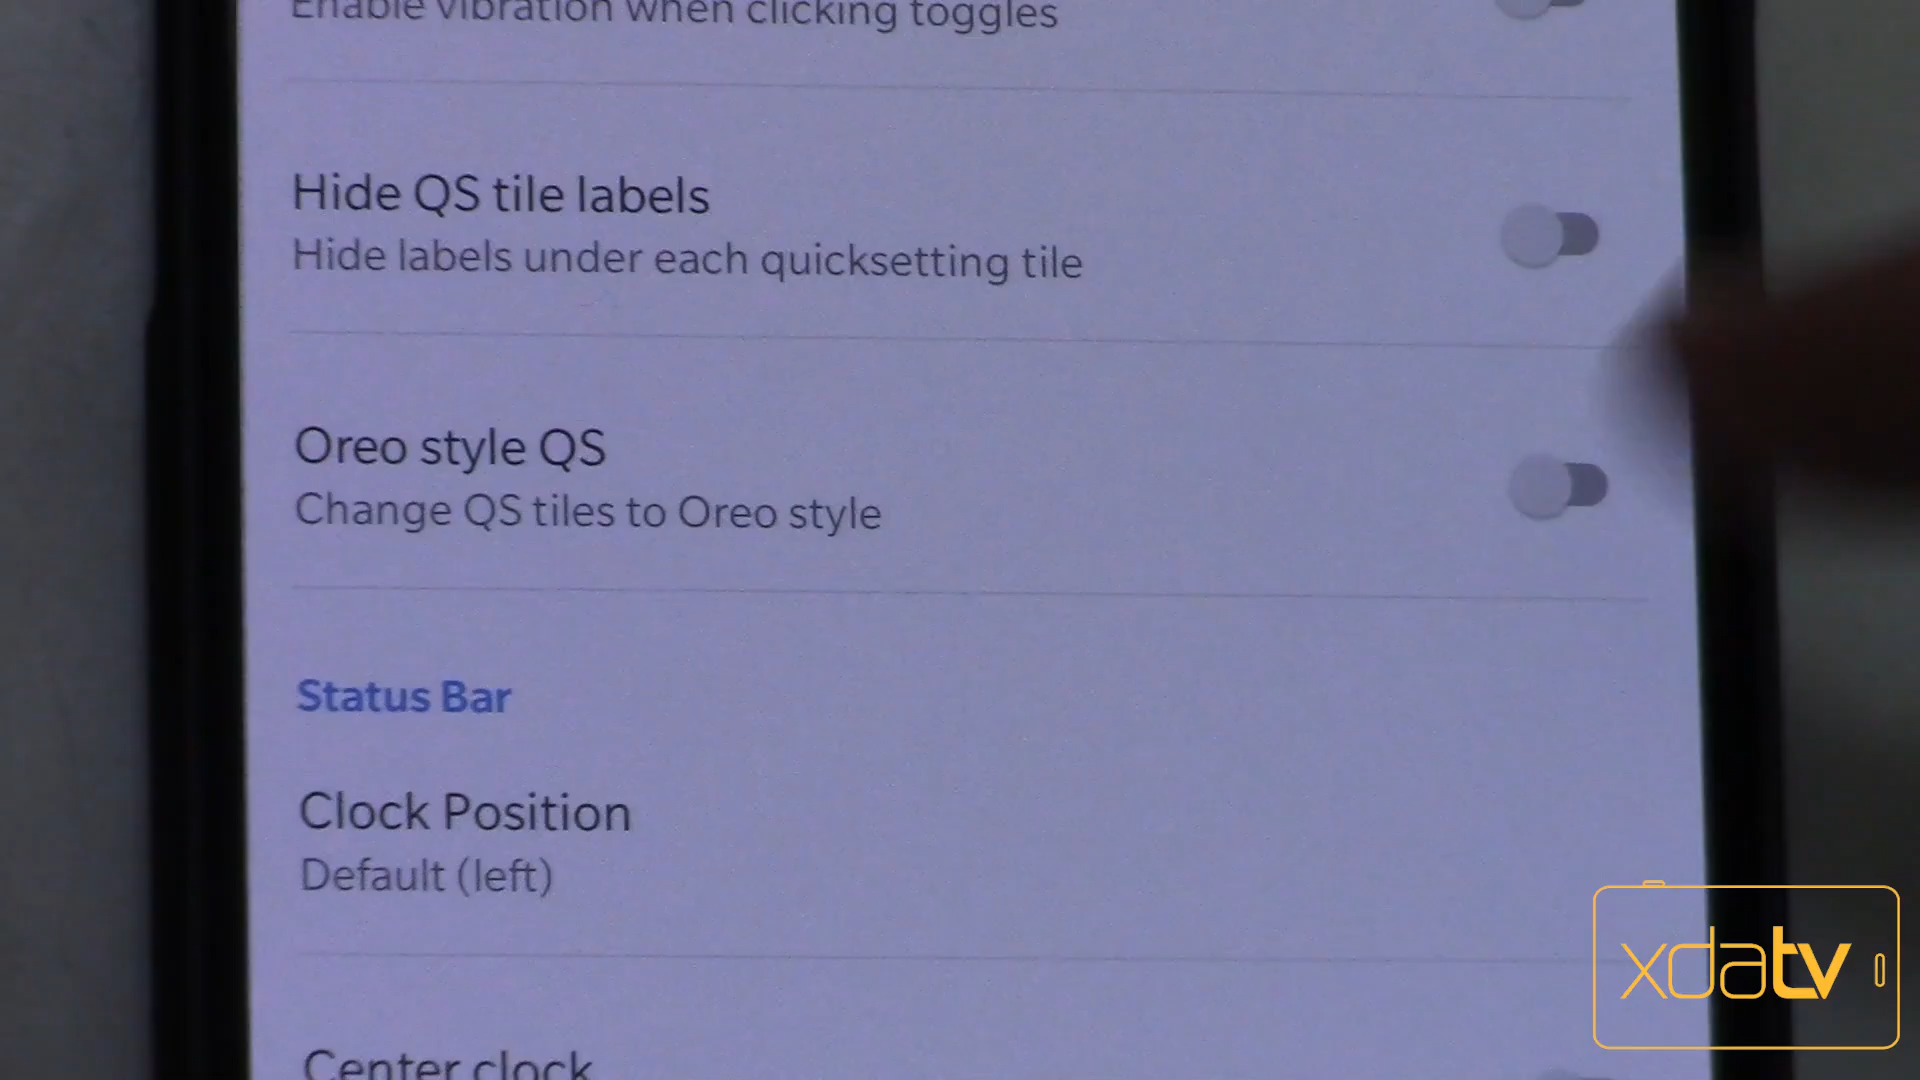 Enable vibration when clicking toggles
Hide QS tile labels
Hide labels under each quicksetting tile
Oreo style QS
Change QS tiles to Oreo style
Status Bar
Clock Position
Default (left)
Center clock
xdatv